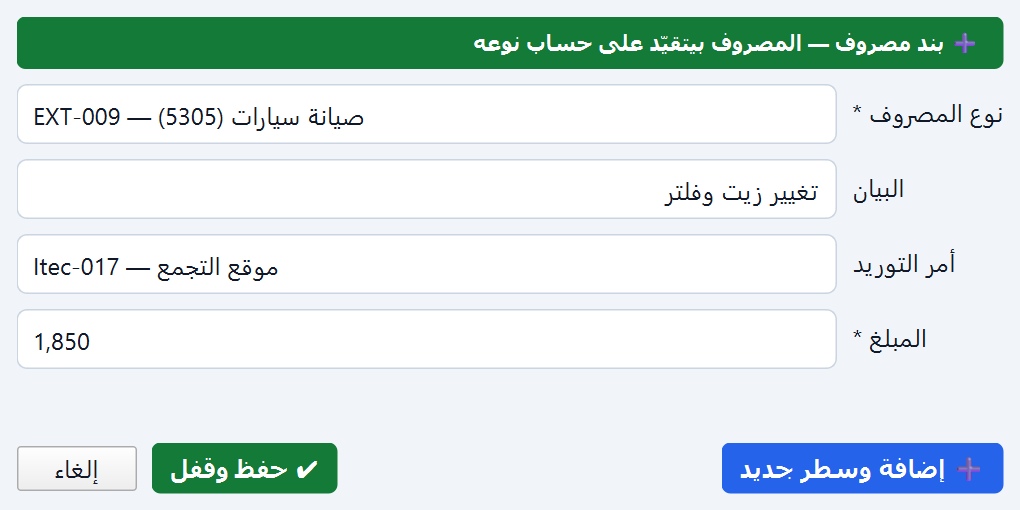 ➕ بند مصروف — المصروف بيتقيّد على حساب نوعه
نوع المصروف *
EXT-009 — صيانة سيارات (5305)
البيان
تغيير زيت وفلتر
أمر التوريد
Itec-017 — موقع التجمع
المبلغ *
1,850
➕ إضافة وسطر جديد
✔ حفظ وقفل
إلغاء